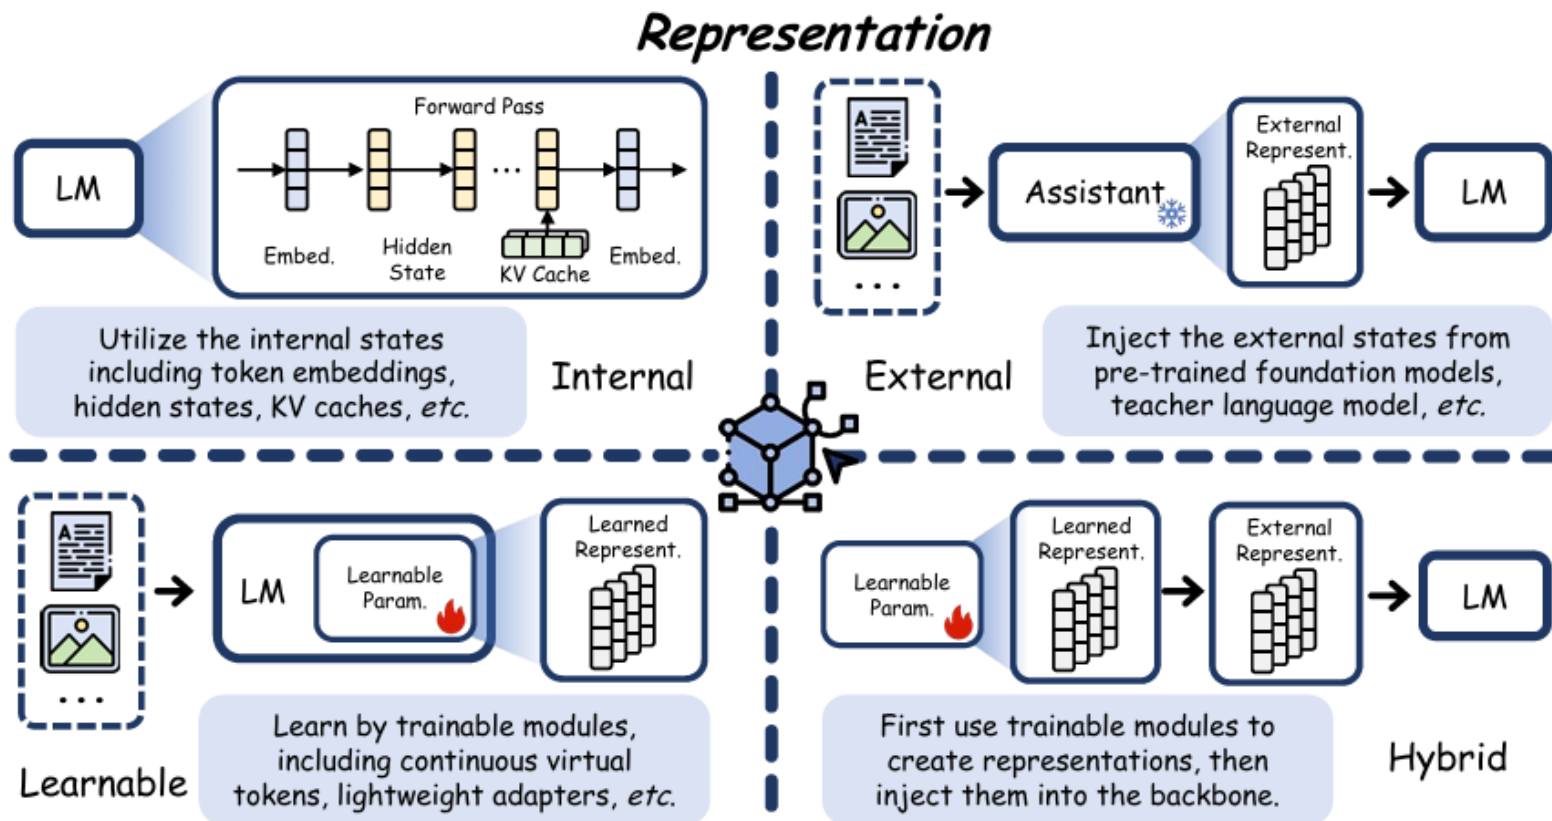 Representation
LM
Forward Pass
...
Embed.
Hidden
State
KV Cache
Embed.
Utilize the internal states
including token embeddings,
hidden states, KV caches, etc.
Internal
A
...
Assistant
External
Represent.
LM
External
Inject the external states from
pre-trained foundation models,
teacher language model, etc.
A
...
LM
Learnable
Param.
Learned
Represent.
Learnable
Learn by trainable modules,
including continuous virtual
tokens, lightweight adapters, etc.
Learnable
Param.
Learned
Represent.
External
Represent.
LM
First use trainable modules to
create representations, then
inject them into the backbone.
Hybrid